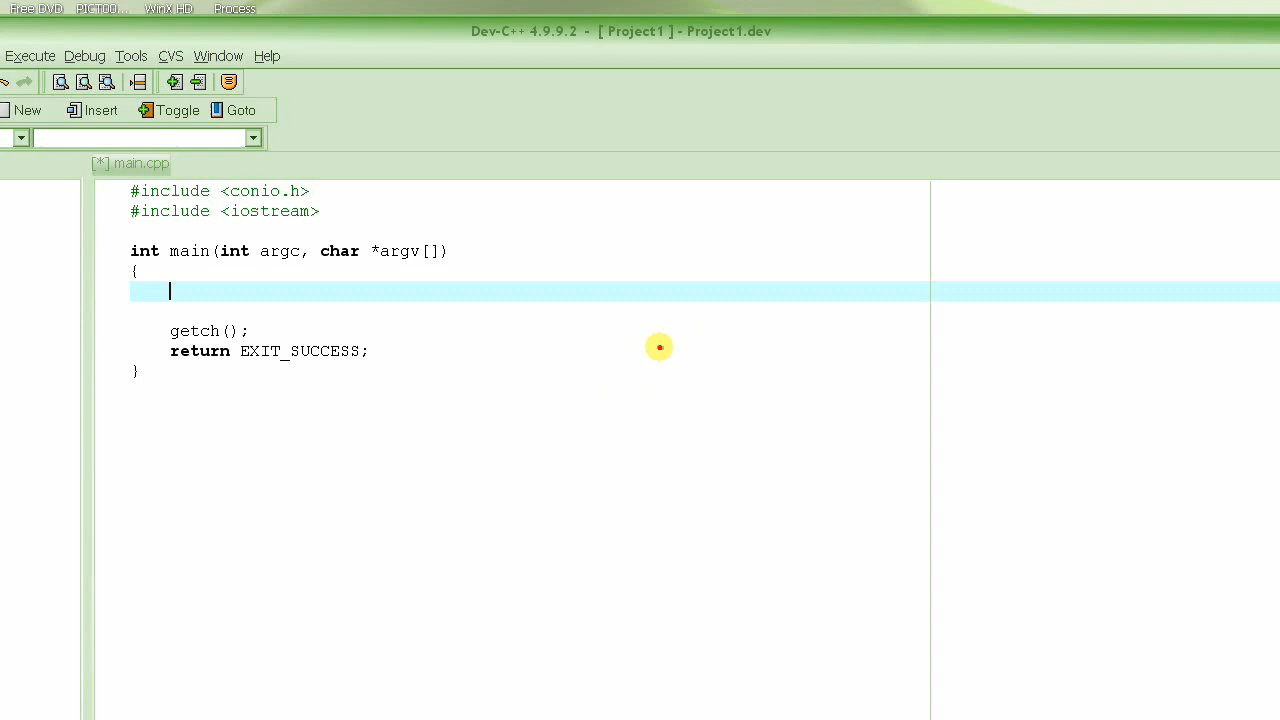 Free DVD PICT00... WinX HD Process
Dev-C++ 4.9.9.2 - [ Project1 ] - Project1.dev
Execute Debug Tools CVS Window Help
New Insert Toggle Goto
[*] main.cpp
#include <conio.h>
#include <iostream>
int main(int argc, char *argv[])
{
getch();
return EXIT_SUCCESS;
}